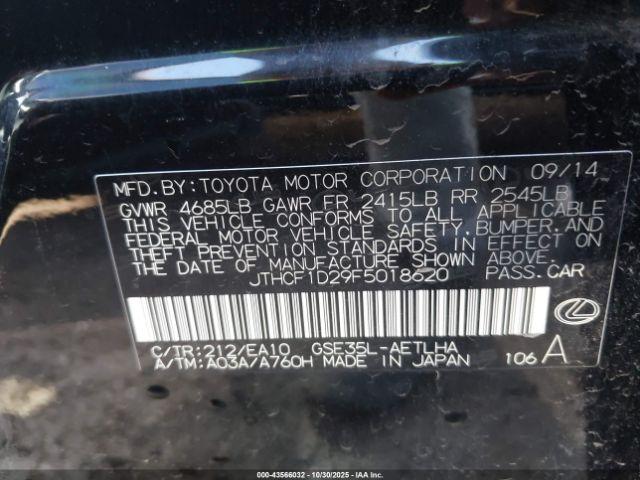 MFD.BY:TOYOTA MOTOR CORPORATION 09/14
GVWR 4685LB GAWR FR 2415LB RR 2545LB
THIS VEHICLE CONFORMS TO ALL APPLICABLE
FEDERAL MOTOR VEHICLE SAFETY,BUMPER,AND
THEFT PREVENTION STANDARDS IN EFFECT ON
THE DATE OF MANUFACTURE SHOWN ABOVE.
JTHCF1D29F5018620 PASS.CAR
C/TR:212/EA10 GSE35L-AETLHA
A/TM:A03A/A760H MADE IN JAPAN 106 A
000-43566032 - 10/30/2025 - IAAI.COM